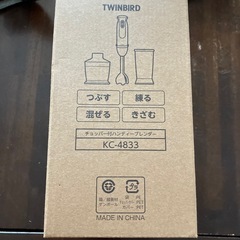 TWINBIRD
つぶす 練る
混ぜる きざむ
チョッパー付ハンディーブレンダー
KC-4833
MADE IN CHINA